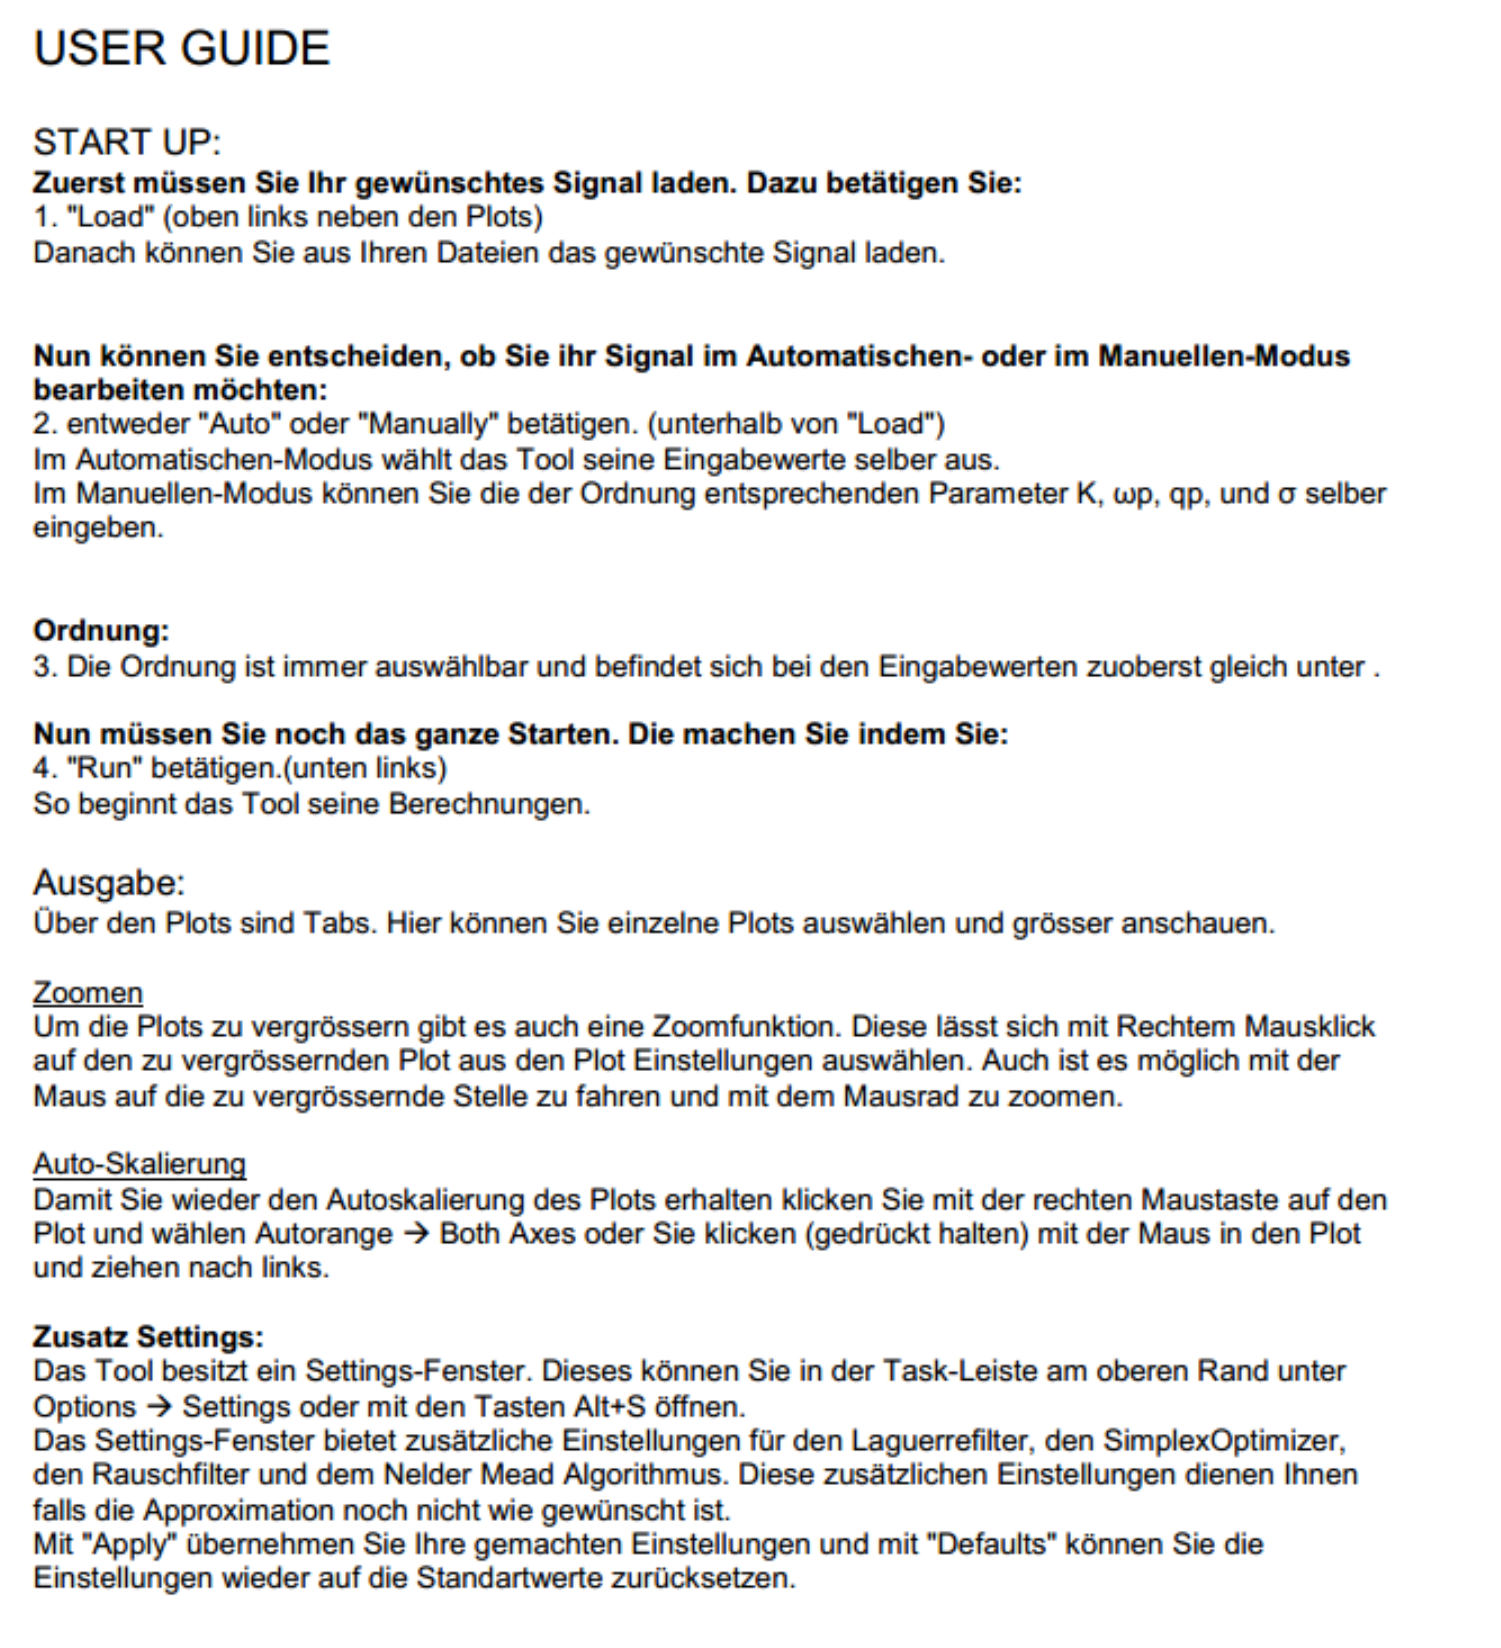 USER GUIDE
START UP:
Zuerst müssen Sie Ihr gewünschtes Signal laden. Dazu betätigen Sie:
1. "Load" (oben links neben den Plots)
Danach können Sie aus Ihren Dateien das gewünschte Signal laden.
Nun können Sie entscheiden, ob Sie ihr Signal im Automatischen- oder im Manuellen-Modus
bearbeiten möchten:
2. entweder "Auto" oder "Manually" betätigen. (unterhalb von "Load")
Im Automatischen-Modus wählt das Tool seine Eingabewerte selber aus.
Im Manuellen-Modus können Sie die der Ordnung entsprechenden Parameter K, ωp, qp, und σ selber
eingeben.
Ordnung:
3. Die Ordnung ist immer auswählbar und befindet sich bei den Eingabewerten zuoberst gleich unter .
Nun müssen Sie noch das ganze Starten. Die machen Sie indem Sie:
4. "Run" betätigen.(unten links)
So beginnt das Tool seine Berechnungen.
Ausgabe:
Über den Plots sind Tabs. Hier können Sie einzelne Plots auswählen und grösser anschauen.
Zoomen
Um die Plots zu vergrössern gibt es auch eine Zoomfunktion. Diese lässt sich mit Rechtem Mausklick
auf den zu vergrössernden Plot aus den Plot Einstellungen auswählen. Auch ist es möglich mit der
Maus auf die zu vergrössernde Stelle zu fahren und mit dem Mausrad zu zoomen.
Auto-Skalierung
Damit Sie wieder den Autoskalierung des Plots erhalten klicken Sie mit der rechten Maustaste auf den
Plot und wählen Autorange → Both Axes oder Sie klicken (gedrückt halten) mit der Maus in den Plot
und ziehen nach links.
Zusatz Settings:
Das Tool besitzt ein Settings-Fenster. Dieses können Sie in der Task-Leiste am oberen Rand unter
Options → Settings oder mit den Tasten Alt+S öffnen.
Das Settings-Fenster bietet zusätzliche Einstellungen für den Laguerrefilter, den SimplexOptimizer,
den Rauschfilter und dem Nelder Mead Algorithmus. Diese zusätzlichen Einstellungen dienen Ihnen
falls die Approximation noch nicht wie gewünscht ist.
Mit "Apply" übernehmen Sie Ihre gemachten Einstellungen und mit "Defaults" können Sie die
Einstellungen wieder auf die Standartwerte zurücksetzen.